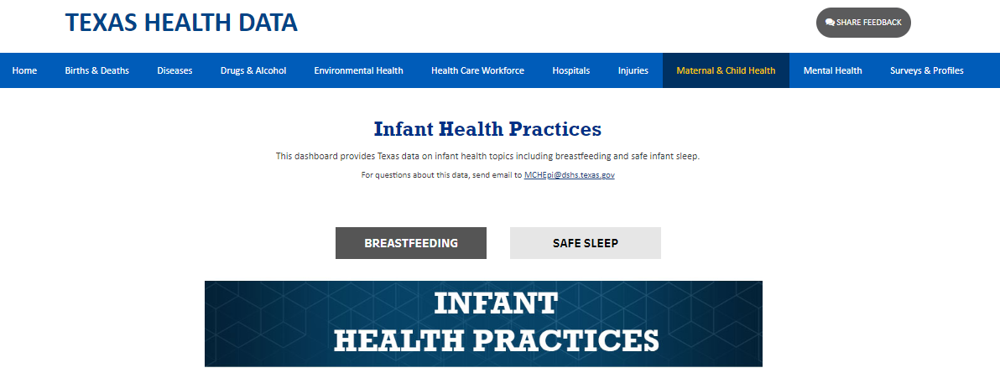 TEXAS HEALTH DATA
SHARE FEEDBACK
Home Births & Deaths Diseases Drugs & Alcohol Environmental Health Health Care Workforce Hospitals Injuries Maternal & Child Health Mental Health Surveys & Profiles
Infant Health Practices
This dashboard provides Texas data on infant health topics including breastfeeding and safe infant sleep.
For questions about this data, send email to MCHEpi@dshs.texas.gov
BREASTFEEDING SAFE SLEEP
INFANT
HEALTH PRACTICES